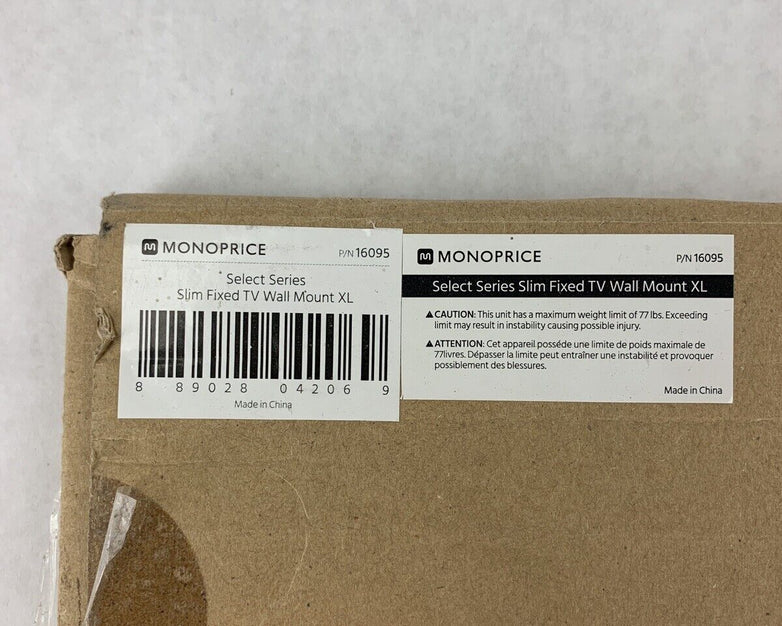 MONOPRICE P/N 16095
Select Series
Slim Fixed TV Wall Mount XL
8 89028 04206 9
Made in China
MONOPRICE P/N 16095
Select Series Slim Fixed TV Wall Mount XL
▲CAUTION: This unit has a maximum weight limit of 77 lbs. Exceeding
limit may result in instability causing possible injury.
▲ATTENTION: Cet appareil posséde une limite de poids maximale de
77livres. Dépasser la limite peut entraîner une instabilité et provoquer
possiblement des blessures.
Made in China